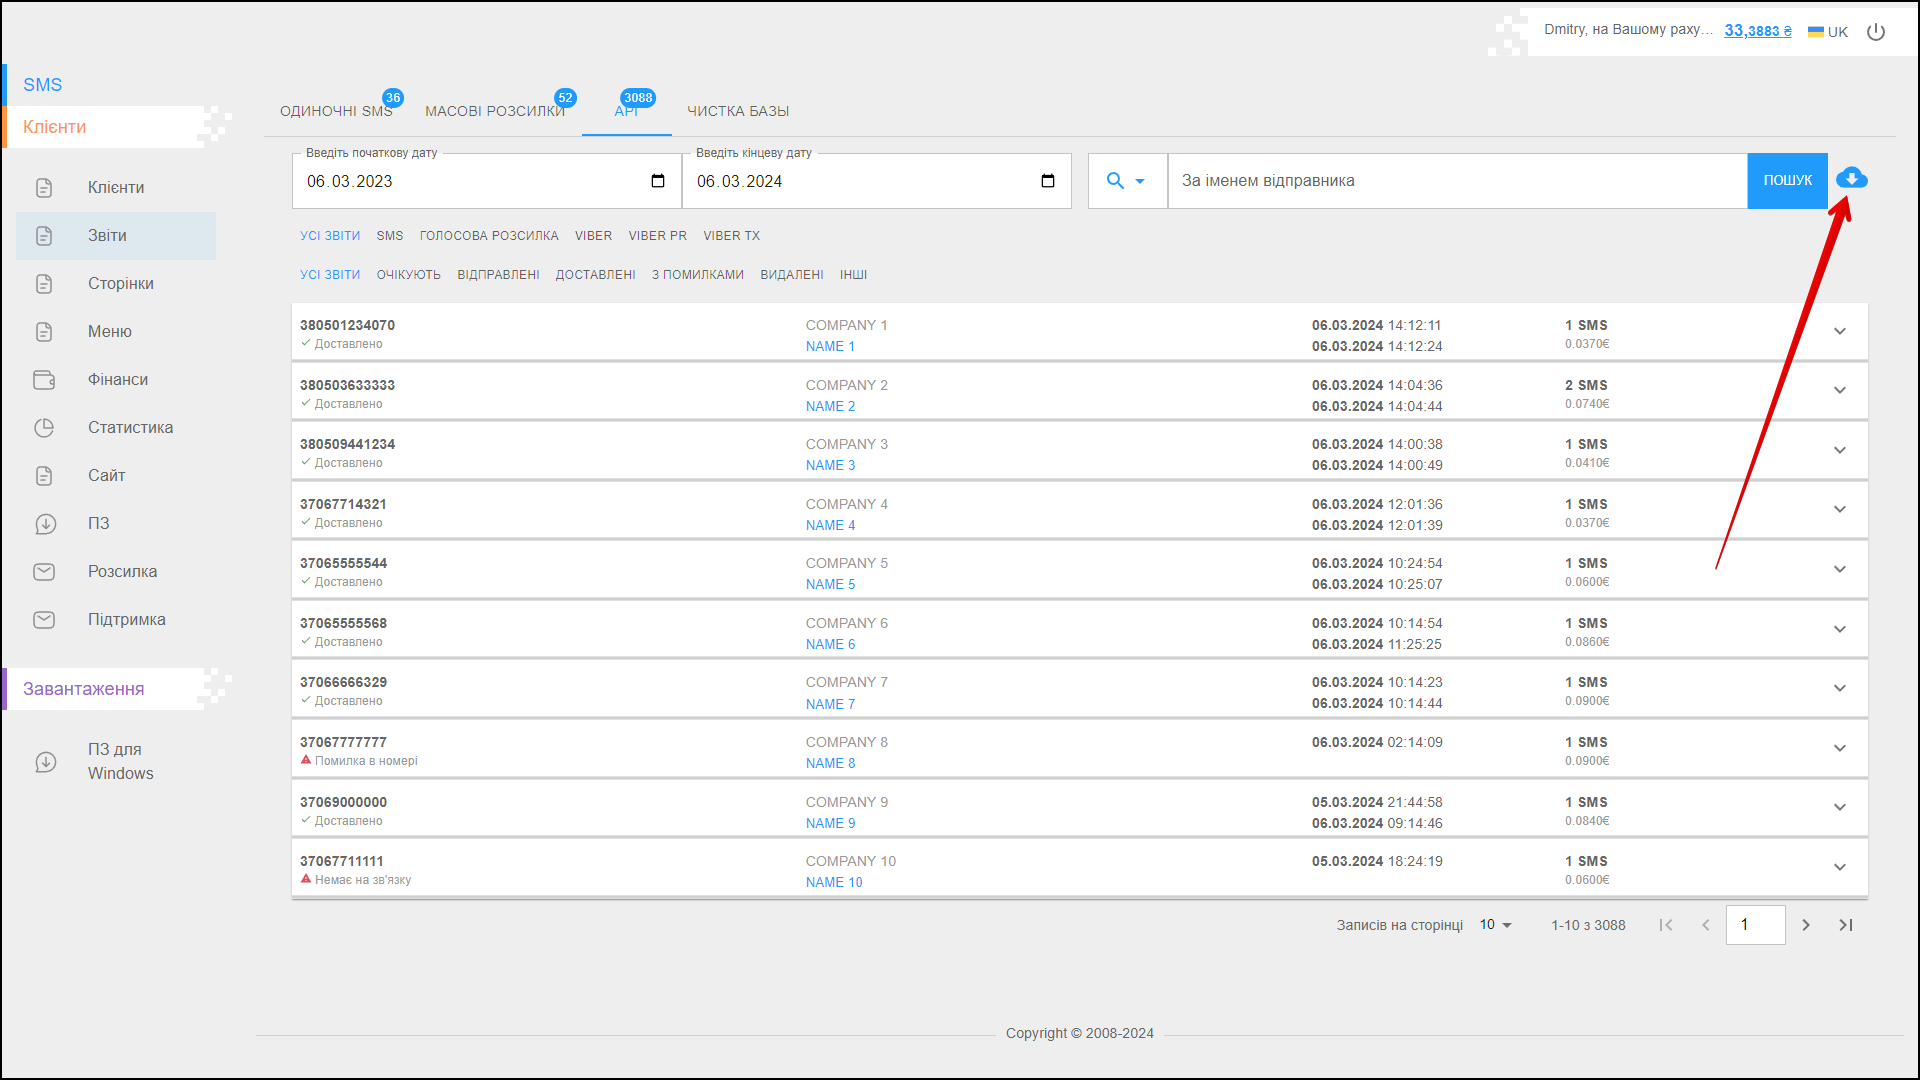 Dmitry, на Вашому раху... 33,3883 ₴ UK
SMS
Клієнти
Клієнти
Звіти
Сторінки
Меню
Фінанси
Статистика
Сайт
ПЗ
Розсилка
Підтримка
Завантаження
ПЗ для
Windows
ОДИНОЧНІ SMS 36 МАСОВІ РОЗСИЛКИ 52 API 3088 ЧИСТКА БАЗЫ
Введіть початкову дату Введіть кінцеву дату
06.03.2023 06.03.2024 За іменем відправника ПОШУК
УСІ ЗВІТИ SMS ГОЛОСОВА РОЗСИЛКА VIBER VIBER PR VIBER TX
УСІ ЗВІТИ ОЧІКУЮТЬ ВІДПРАВЛЕНІ ДОСТАВЛЕНІ З ПОМИЛКАМИ ВИДАЛЕНІ ІНШІ
380501234070 COMPANY 1 06.03.2024 14:12:11 1 SMS
Доставлено NAME 1 06.03.2024 14:12:24 0.0370€
380503633333 COMPANY 2 06.03.2024 14:04:36 2 SMS
Доставлено NAME 2 06.03.2024 14:04:44 0.0740€
380509441234 COMPANY 3 06.03.2024 14:00:38 1 SMS
Доставлено NAME 3 06.03.2024 14:00:49 0.0410€
37067714321 COMPANY 4 06.03.2024 12:01:36 1 SMS
Доставлено NAME 4 06.03.2024 12:01:39 0.0370€
37065555544 COMPANY 5 06.03.2024 10:24:54 1 SMS
Доставлено NAME 5 06.03.2024 10:25:07 0.0600€
37065555568 COMPANY 6 06.03.2024 10:14:54 1 SMS
Доставлено NAME 6 06.03.2024 11:25:25 0.0860€
37066666329 COMPANY 7 06.03.2024 10:14:23 1 SMS
Доставлено NAME 7 06.03.2024 10:14:44 0.0900€
37067777777 COMPANY 8 06.03.2024 02:14:09 1 SMS
Помилка в номері NAME 8 0.0900€
37069000000 COMPANY 9 05.03.2024 21:44:58 1 SMS
Доставлено NAME 9 06.03.2024 09:14:46 0.0840€
37067711111 COMPANY 10 05.03.2024 18:24:19 1 SMS
Немає на зв'язку NAME 10 0.0600€
Записів на сторінці 10 1-10 з 3088 1
Copyright © 2008-2024